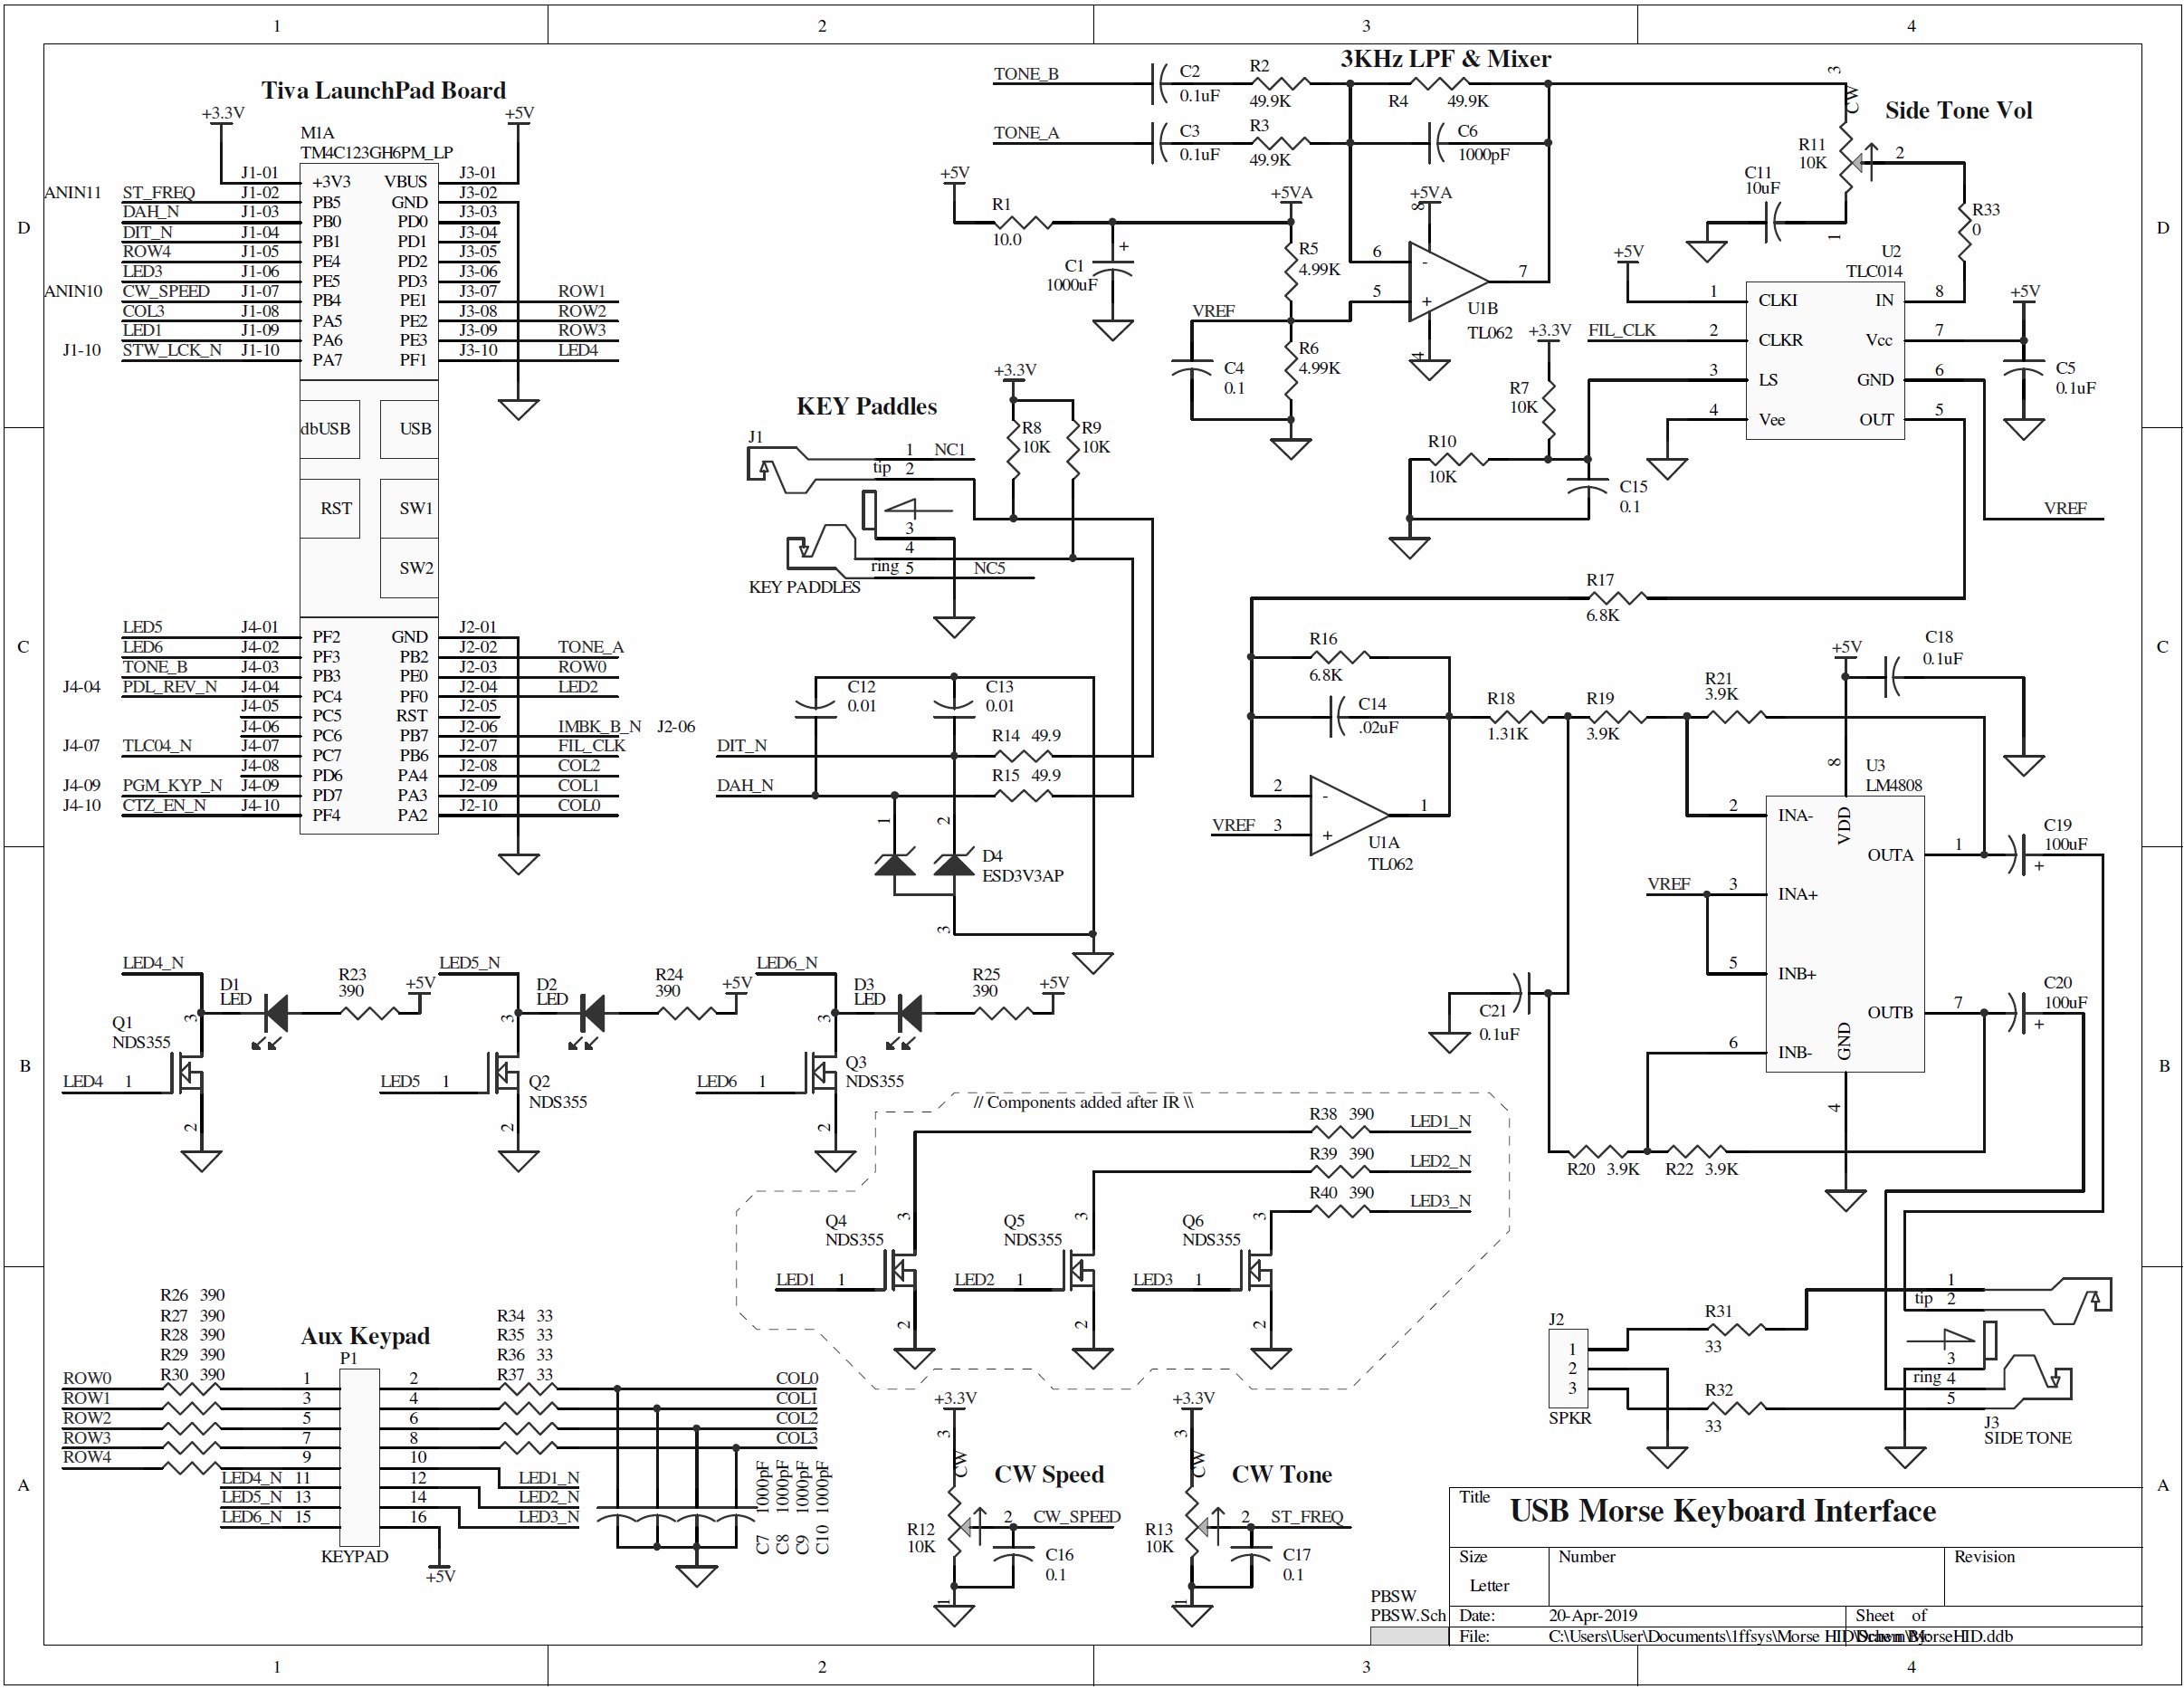 1 2 3 4
D
C
B
A
Tiva LaunchPad Board
+3.3V
+5V
M1A
TM4C123GH6PM_LP
J1-01 +3V3 VBUS J3-01
ANIN11 ST_FREQ J1-02 PB5 GND J3-02
DAH_N J1-03 PB0 PD0 J3-03
DIT_N J1-04 PB1 PD1 J3-04
ROW4 J1-05 PE4 PD2 J3-05
LED3 J1-06 PE5 PD3 J3-06
ANIN10 CW_SPEED J1-07 PB4 PE1 J3-07 ROW1
COL3 J1-08 PA5 PE2 J3-08 ROW2
LED1 J1-09 PA6 PE3 J3-09 ROW3
J1-10 STW_LCK_N J1-10 PA7 PF1 J3-10 LED4
dbUSB USB
RST SW1
SW2
LED5 J4-01 PF2 GND J2-01
LED6 J4-02 PF3 PB2 J2-02 TONE_A
TONE_B J4-03 PB3 PE0 J2-03 ROW0
J4-04 PDL_REV_N J4-04 PC4 PF0 J2-04 LED2
J4-05 PC5 RST J2-05
J4-06 PC6 PB7 J2-06 IMBK_B_N J2-06
J4-07 TLC04_N J4-07 PC7 PB6 J2-07 FIL_CLK
J4-08 PD6 PA4 J2-08 COL2
J4-09 PGM_KYP_N J4-09 PD7 PA3 J2-09 COL1
J4-10 CTZ_EN_N J4-10 PF4 PA2 J2-10 COL0
3KHz LPF & Mixer
TONE_B C2 0.1uF R2 49.9K R4 49.9K
TONE_A C3 0.1uF R3 49.9K C6 1000pF
+5V R1 10.0
C1 + 1000uF
+5VA
R5 4.99K
VREF
R6 4.99K
C4 0.1
+5VA
8
6 -
5 +
7
4
U1B
TL062
Side Tone Vol
3 CW
R11 10K
2
1
C11 10uF
R33 0
U2
TLC014
+5V
1 CLKI IN 8
FIL_CLK 2 CLKR Vcc 7
3 LS GND 6
4 Vee OUT 5
+5V
C5 0.1uF
VREF
+3.3V
R7 10K
R10 10K
C15 0.1
KEY Paddles
J1
1 NC1
tip 2
3
4
ring 5 NC5
KEY PADDLES
+3.3V
R8 10K
R9 10K
C12 0.01
C13 0.01
DIT_N R14 49.9
DAH_N R15 49.9
1 2
D4
ESD3V3AP
3
R17 6.8K
R16 6.8K
C14 .02uF
2 -
VREF 3 +
1
U1A
TL062
R18 1.31K
R19 3.9K
R21 3.9K
+5V
C18 0.1uF
8
U3
LM4808
2 INA- VDD
OUTA 1
VREF 3 INA+
5 INB+
OUTB 7
6 INB- GND
4
C19 100uF +
C20 100uF +
C21 0.1uF
R20 3.9K R22 3.9K
LED4_N
D1 LED
R23 390
+5V
3
Q1
NDS355
LED4 1
2
LED5_N
D2 LED
R24 390
+5V
3
Q2
NDS355
LED5 1
2
LED6_N
D3 LED
R25 390
+5V
3
Q3
NDS355
LED6 1
2
// Components added after IR \\
R38 390 LED1_N
R39 390 LED2_N
R40 390 LED3_N
Q4 NDS355 3
LED1 1
2
Q5 NDS355 3
LED2 1
2
Q6 NDS355 3
LED3 1
2
Aux Keypad
R26 390
R27 390
R28 390
R29 390
R30 390
R34 33
R35 33
R36 33
R37 33
P1
ROW0 1 2 COL0
ROW1 3 4 COL1
ROW2 5 6 COL2
ROW3 7 8 COL3
ROW4 9 10
LED4_N 11 12 LED1_N
LED5_N 13 14 LED2_N
LED6_N 15 16 LED3_N
KEYPAD
+5V
C7 1000pF
C8 1000pF
C9 1000pF
C10 1000pF
+3.3V
3
CW
CW Speed
R12 10K
2 CW_SPEED
C16 0.1
1
+3.3V
3
CW
CW Tone
R13 10K
2 ST_FREQ
C17 0.1
1
J2
1
2
3
SPKR
R31 33
R32 33
1
tip 2
3
ring 4
5
J3
SIDE TONE
PBSW
PBSW.Sch
Title USB Morse Keyboard Interface
Size Number Revision
Letter
Date: 20-Apr-2019 Sheet of
File: C:\Users\User\Documents\1ffsys\Morse HID\ MorseHID.ddb
1 2 3 4
D
C
B
A